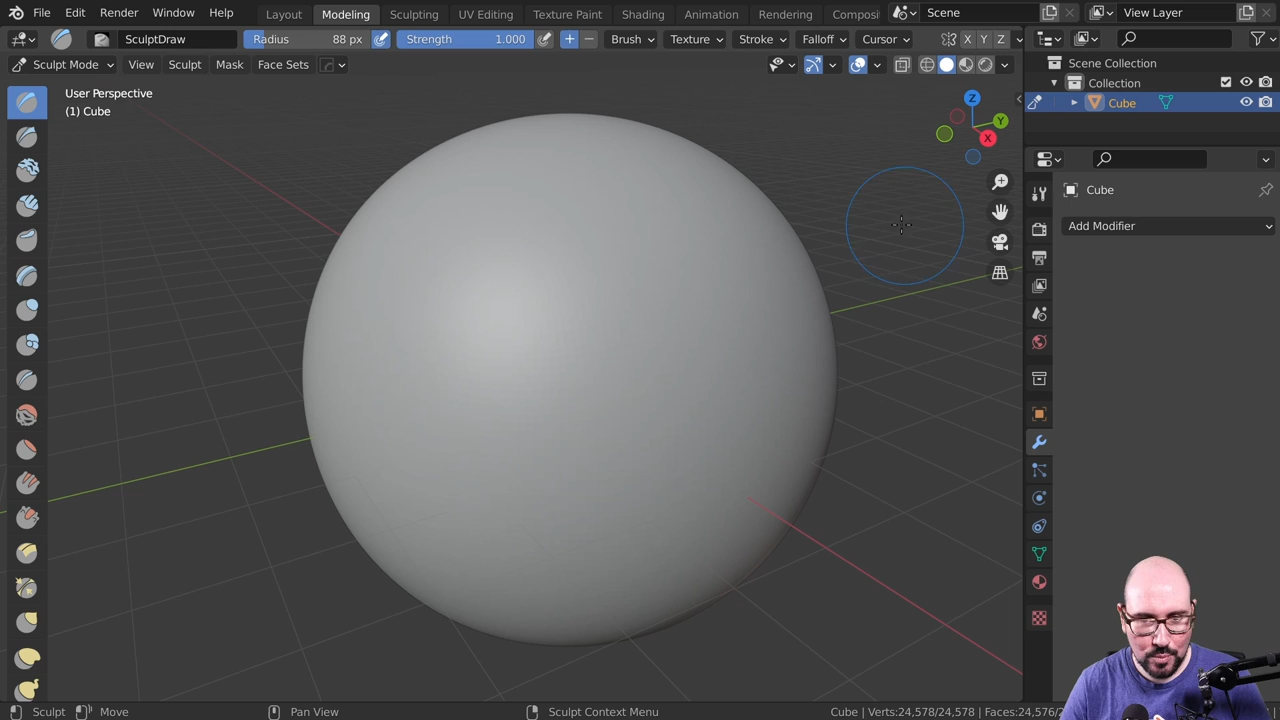 File Edit Render Window Help Layout Modeling Sculpting UV Editing Texture Paint Shading Animation Rendering Composi Scene View Layer
SculptDraw Radius 88 px Strength 1.000 Brush Texture Stroke Falloff Cursor X Y Z
Sculpt Mode View Sculpt Mask Face Sets
Scene Collection
Collection
Cube
User Perspective
(1) Cube
Z
Y
X
Cube
Add Modifier
Sculpt Move Pan View Sculpt Context Menu Cube | Verts:24,578/24,578 | Faces:24,576/2